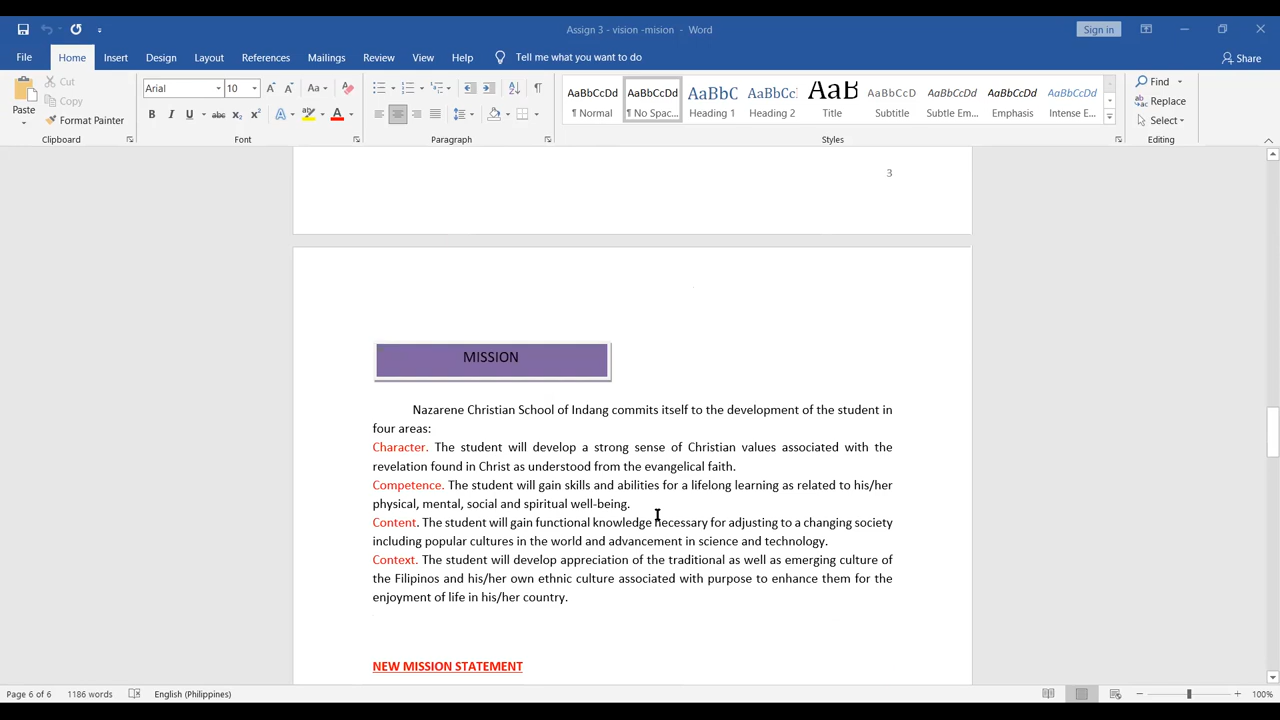 Assign 3 - vision -mision - Word
Sign in
File Home Insert Design Layout References Mailings Review View Help Tell me what you want to do Share
Paste
Cut
Copy
Format Painter
Clipboard
Arial 10 Aa
B I U abc X₂ X² A A
Font
Paragraph
AaBbCcDd AaBbCcDd AaBbC AaBbCc AaB AaBbCcD AaBbCcDd AaBbCcDd AaBbCcDd
¶ Normal ¶ No Spac... Heading 1 Heading 2 Title Subtitle Subtle Em... Emphasis Intense E...
Styles
Find
Replace
Select
Editing
3
MISSION
Nazarene Christian School of Indang commits itself to the development of the student in
four areas:
Character. The student will develop a strong sense of Christian values associated with the
revelation found in Christ as understood from the evangelical faith.
Competence. The student will gain skills and abilities for a lifelong learning as related to his/her
physical, mental, social and spiritual well-being.
Content. The student will gain functional knowledge necessary for adjusting to a changing society
including popular cultures in the world and advancement in science and technology.
Context. The student will develop appreciation of the traditional as well as emerging culture of
the Filipinos and his/her own ethnic culture associated with purpose to enhance them for the
enjoyment of life in his/her country.
NEW MISSION STATEMENT
Page 6 of 6 1186 words English (Philippines) 100%